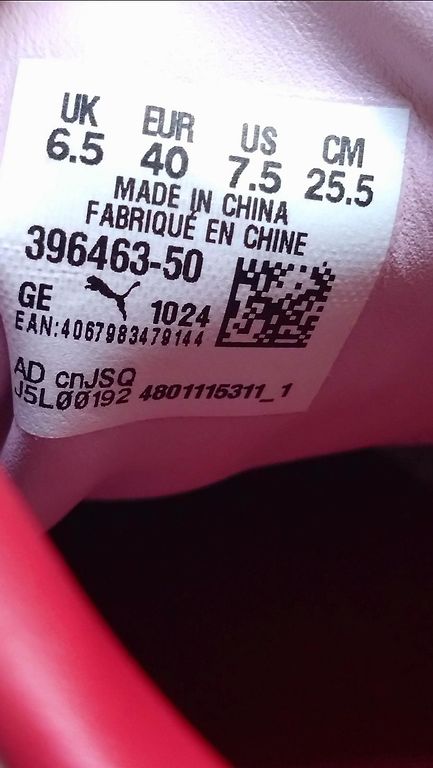 UK EUR US CM
6.5 40 7.5 25.5
MADE IN CHINA
FABRIQUÉ EN CHINE
396463-50
GE 1024
EAN:4067983479144
AD cnJSQ
J5L00192 4801115311_1